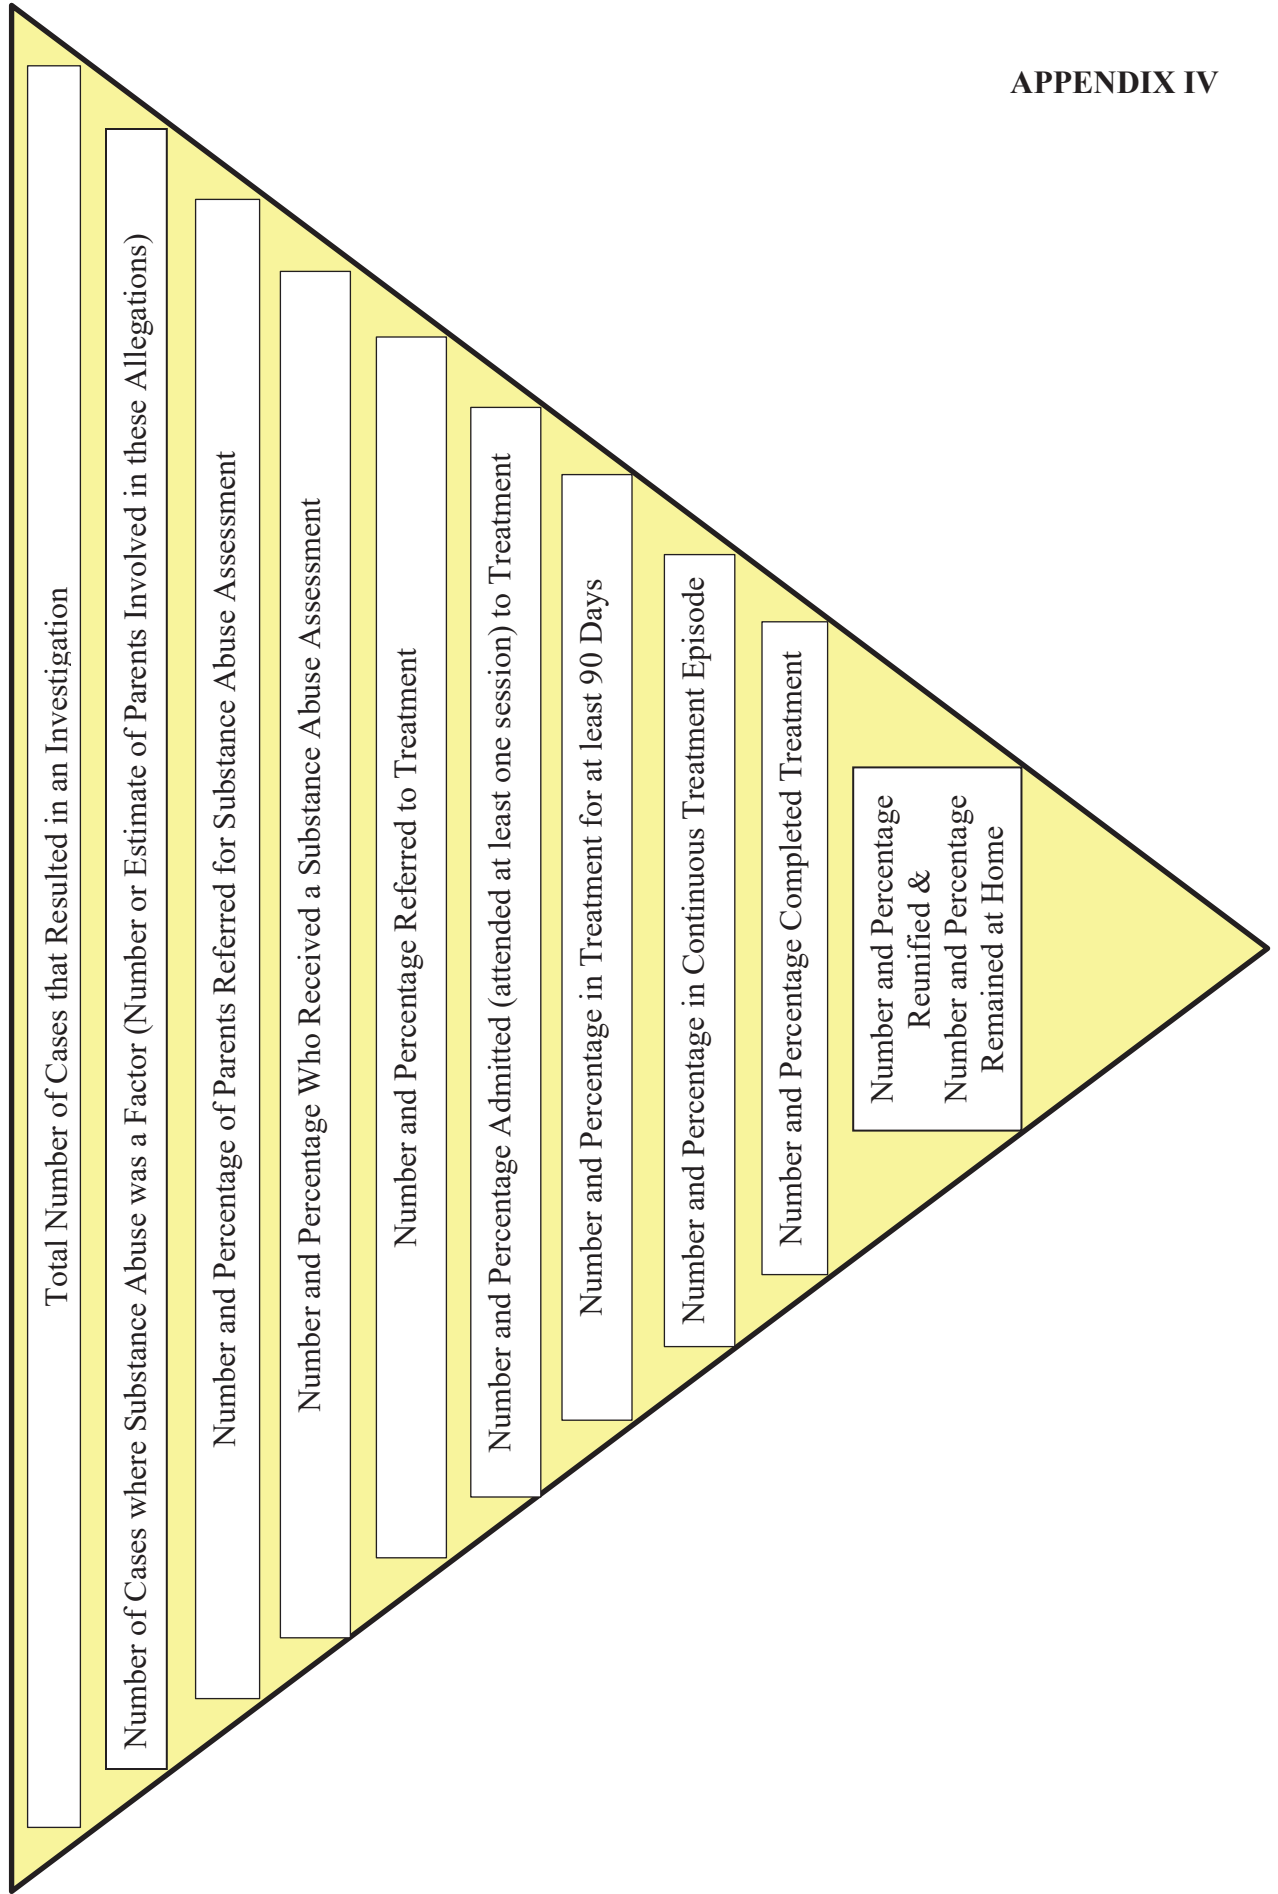 APPENDIX IV
Total Number of Cases that Resulted in an Investigation
Number of Cases where Substance Abuse was a Factor (Number or Estimate of Parents Involved in these Allegations)
Number and Percentage of Parents Referred for Substance Abuse Assessment
Number and Percentage Who Received a Substance Abuse Assessment
Number and Percentage Referred to Treatment
Number and Percentage Admitted (attended at least one session) to Treatment
Number and Percentage in Treatment for at least 90 Days
Number and Percentage in Continuous Treatment Episode
Number and Percentage Completed Treatment
Number and Percentage
Reunified &
Number and Percentage
Remained at Home